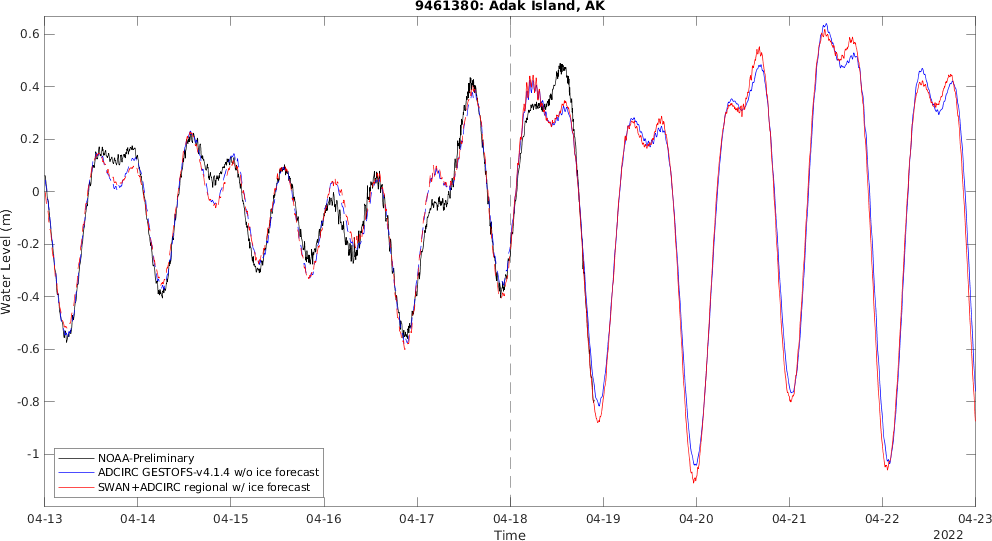 9461380: Adak Island, AK
0.6
0.4
0.2
0
-0.2
-0.4
-0.6
-0.8
-1
Water Level (m)
NOAA-Preliminary
ADCIRC GESTOFS-v4.1.4 w/o ice forecast
SWAN+ADCIRC regional w/ ice forecast
04-13 04-14 04-15 04-16 04-17 04-18 04-19 04-20 04-21 04-22 04-23
Time
2022